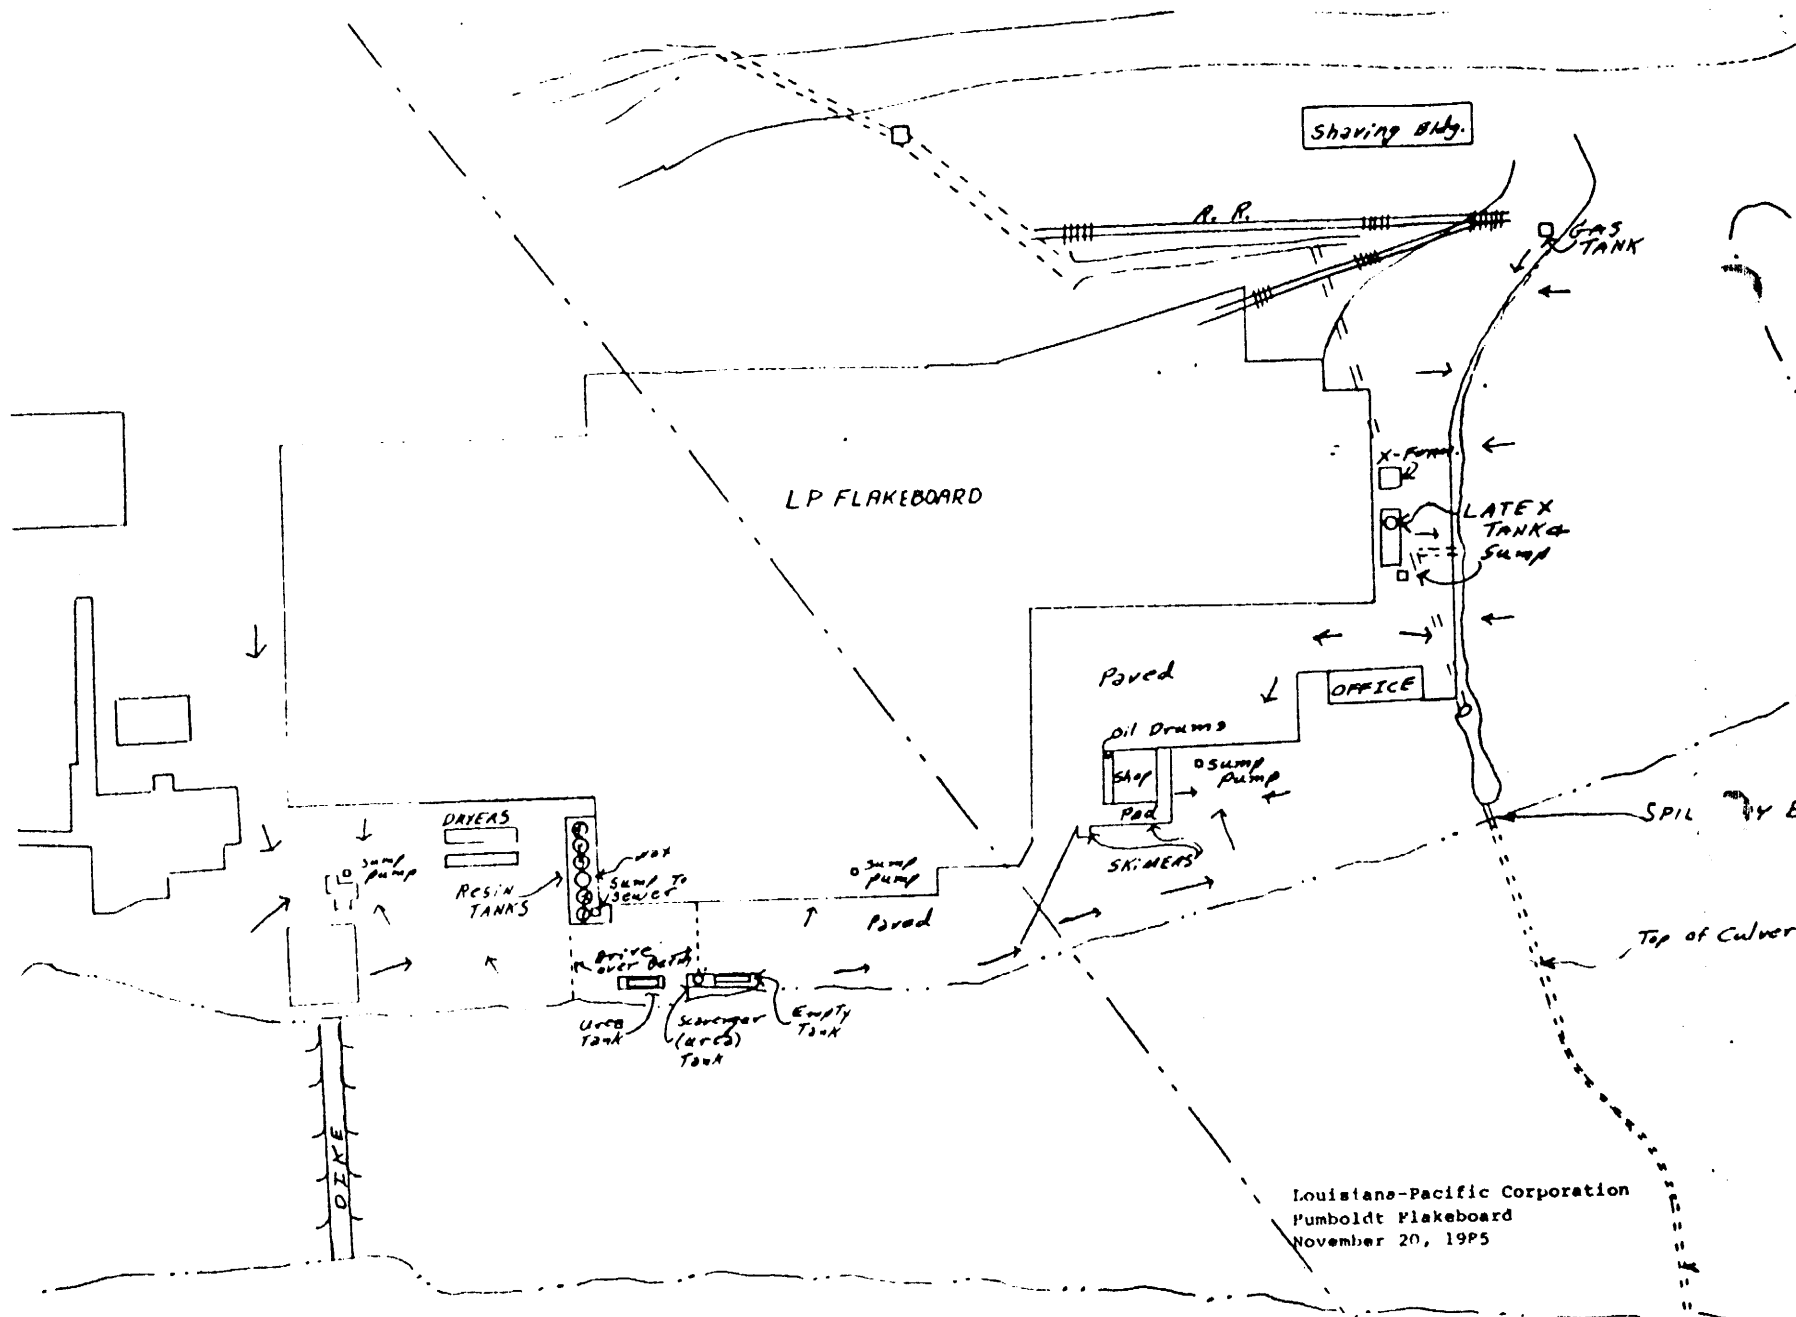 Shaving Bldg.
R. R.
GAS
TANK
X-Form.
LP FLAKEBOARD
LATEX
TANK &
Sump
Paved
OFFICE
Oil Drums
Shop
Sump
Pump
Pad
SKIMERS
SPIL
DRYERS
Sump
Pump
Wax
Resin
TANKS
Sump To
Sewer
Sump
Pump
Paved
Top of Culver
Drive
over Berm
Urea
Tank
Scavenger
(urea)
Tank
Empty
Tank
DIKE
Louisiana-Pacific Corporation
Humboldt Flakeboard
November 20, 1985